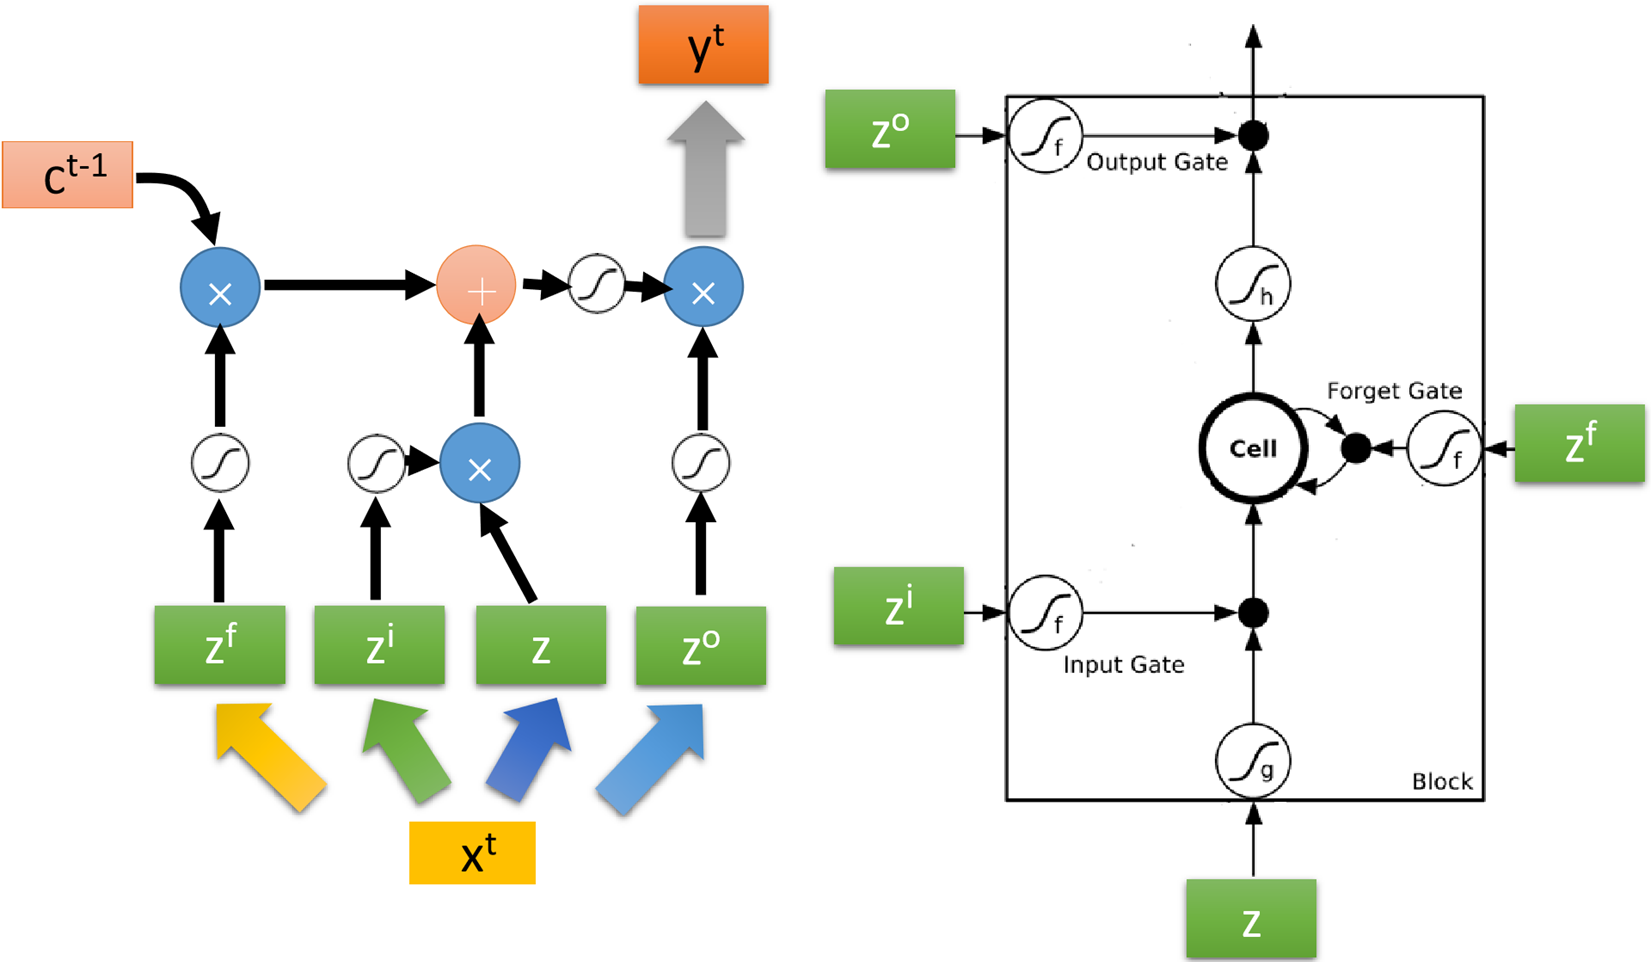 y^t
c^t-1
×
+
×
×
×
z^f
z^i
z
z^o
x^t
z^o
f
Output Gate
h
Forget Gate
Cell
f
z^f
z^i
f
Input Gate
g
Block
z